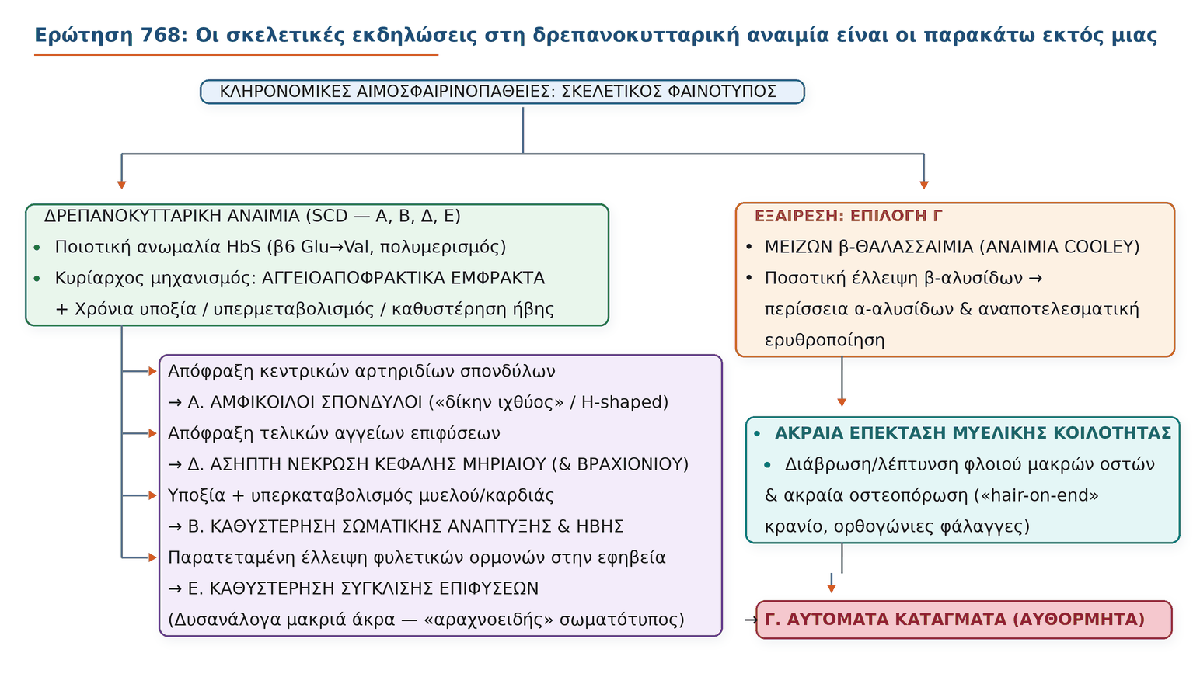 Ερώτηση 768: Οι σκελετικές εκδηλώσεις στη δρεπανοκυτταρική αναιμία είναι οι παρακάτω εκτός μιας
ΚΛΗΡΟΝΟΜΙΚΕΣ ΑΙΜΟΣΦΑΙΡΙΝΟΠΑΘΕΙΕΣ: ΣΚΕΛΕΤΙΚΟΣ ΦΑΙΝΟΤΥΠΟΣ
ΔΡΕΠΑΝΟΚΥΤΤΑΡΙΚΗ ΑΝΑΙΜΙΑ (SCD — Α, Β, Δ, Ε)
• Ποιοτική ανωμαλία HbS (β6 Glu→Val, πολυμερισμός)
• Κυρίαρχος μηχανισμός: ΑΓΓΕΙΟΑΠΟΦΡΑΚΤΙΚΑ ΕΜΦΡΑΚΤΑ
+ Χρόνια υποξία / υπερμεταβολισμός / καθυστέρηση ήβης
Απόφραξη κεντρικών αρτηριδίων σπονδύλων
→ Α. ΑΜΦΙΚΟΙΛΟΙ ΣΠΟΝΔΥΛΟΙ («δίκην ιχθύος» / H-shaped)
Απόφραξη τελικών αγγείων επιφύσεων
→ Δ. ΑΣΗΠΤΗ ΝΕΚΡΩΣΗ ΚΕΦΑΛΗΣ ΜΗΡΙΑΙΟΥ (& ΒΡΑΧΙΟΝΙΟΥ)
Υποξία + υπερκαταβολισμός μυελού/καρδιάς
→ Β. ΚΑΘΥΣΤΕΡΗΣΗ ΣΩΜΑΤΙΚΗΣ ΑΝΑΠΤΥΞΗΣ & ΗΒΗΣ
Παρατεταμένη έλλειψη φυλετικών ορμονών στην εφηβεία
→ Ε. ΚΑΘΥΣΤΕΡΗΣΗ ΣΥΓΚΛΙΣΗΣ ΕΠΙΦΥΣΕΩΝ
(Δυσανάλογα μακριά άκρα — «αραχνοειδής» σωματότυπος)
ΕΞΑΙΡΕΣΗ: ΕΠΙΛΟΓΗ Γ
• ΜΕΙΖΩΝ β-ΘΑΛΑΣΣΑΙΜΙΑ (ΑΝΑΙΜΙΑ COOLEY)
• Ποσοτική έλλειψη β-αλυσίδων →
περίσσεια α-αλυσίδων & αναποτελεσματική
ερυθροποίηση
• ΑΚΡΑΙΑ ΕΠΕΚΤΑΣΗ ΜΥΕΛΙΚΗΣ ΚΟΙΛΟΤΗΤΑΣ
• Διάβρωση/λέπτυνση φλοιού μακρών οστών
& ακραία οστεοπόρωση («hair-on-end»
κρανίο, ορθογώνιες φάλαγγες)
→ Γ. ΑΥΤΟΜΑΤΑ ΚΑΤΑΓΜΑΤΑ (ΑΥΘΟΡΜΗΤΑ)